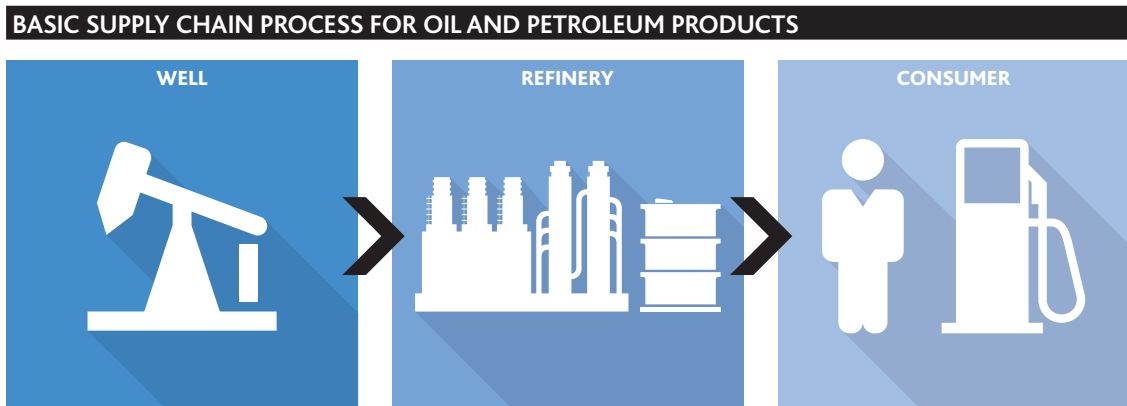 BASIC SUPPLY CHAIN PROCESS FOR OIL AND PETROLEUM PRODUCTS
WELL
REFINERY
CONSUMER